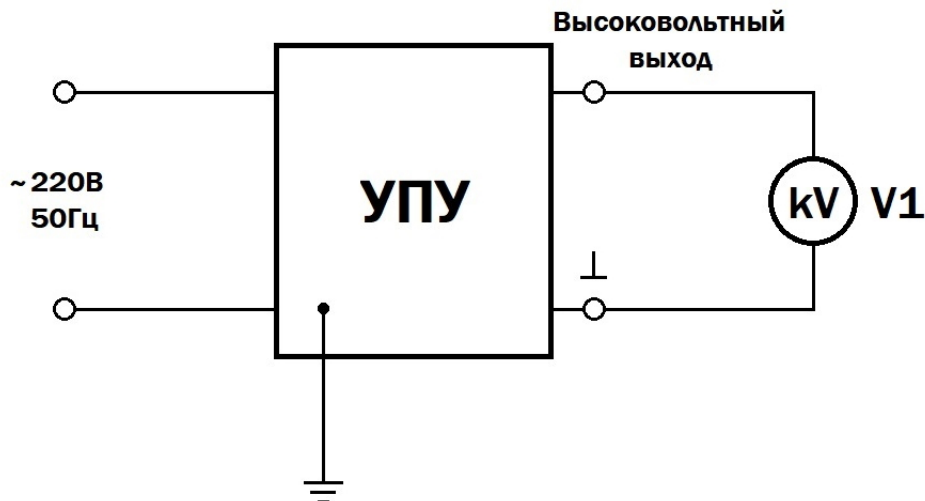 Высоковольтный
выход
~220В
50Гц
УПУ
kV V1